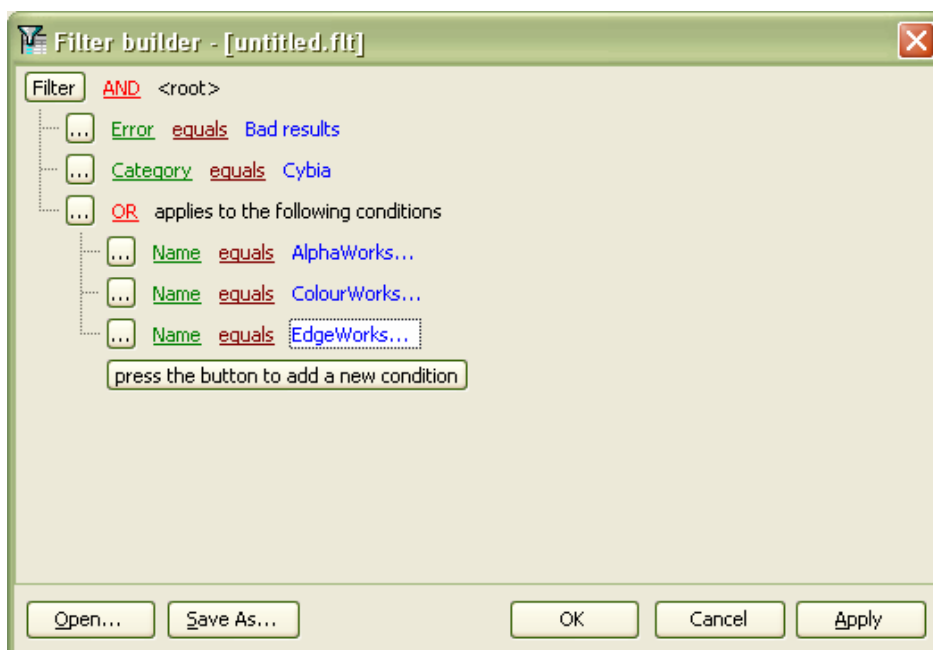 Filter builder - [untitled.flt]
Filter AND <root>
... Error equals Bad results
... Category equals Cybia
... OR applies to the following conditions
... Name equals AlphaWorks...
... Name equals ColourWorks...
... Name equals EdgeWorks...
press the button to add a new condition
Open... Save As... OK Cancel Apply